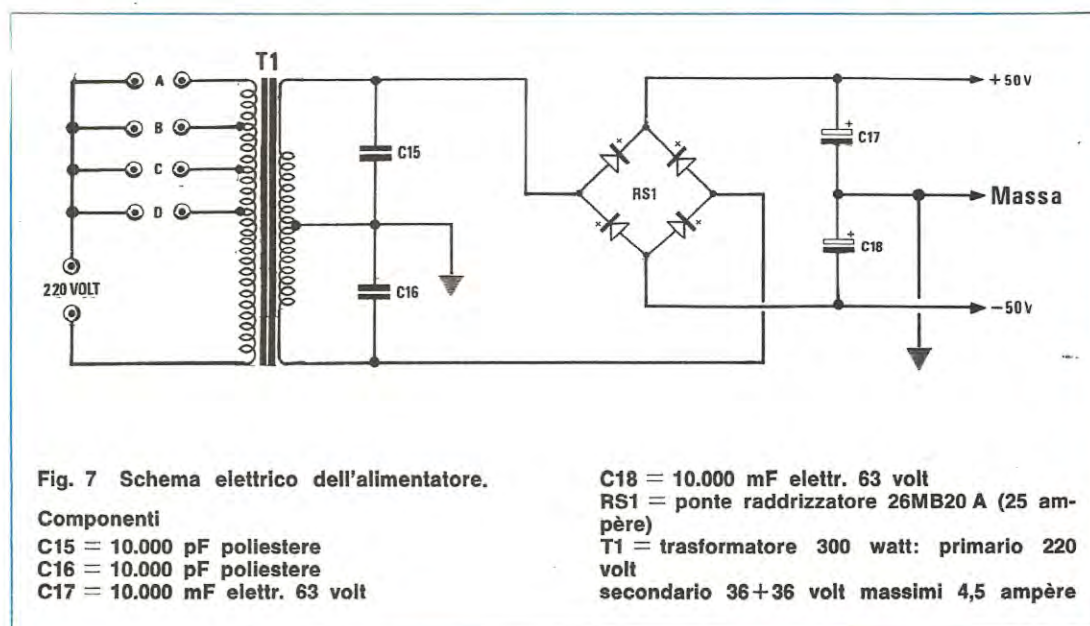 T1
A
B
C
D
220 VOLT
C15
C16
RS1
+
C17
+
C18
+50V
Massa
-50V
Fig. 7 Schema elettrico dell'alimentatore.
Componenti
C15 = 10.000 pF poliestere
C16 = 10.000 pF poliestere
C17 = 10.000 mF elettr. 63 volt
C18 = 10.000 mF elettr. 63 volt
RS1 = ponte raddrizzatore 26MB20 A (25 am-
père)
T1 = trasformatore 300 watt: primario 220
volt
secondario 36+36 volt massimi 4,5 ampère